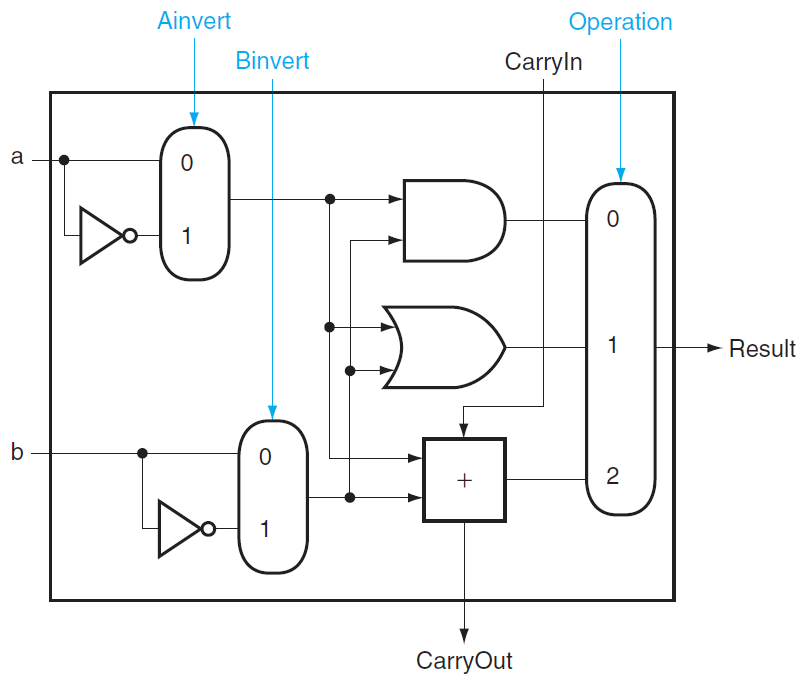 Ainvert
Operation
Binvert
CarryIn
a
0
1
0
1
Result
b
0
1
+
2
CarryOut